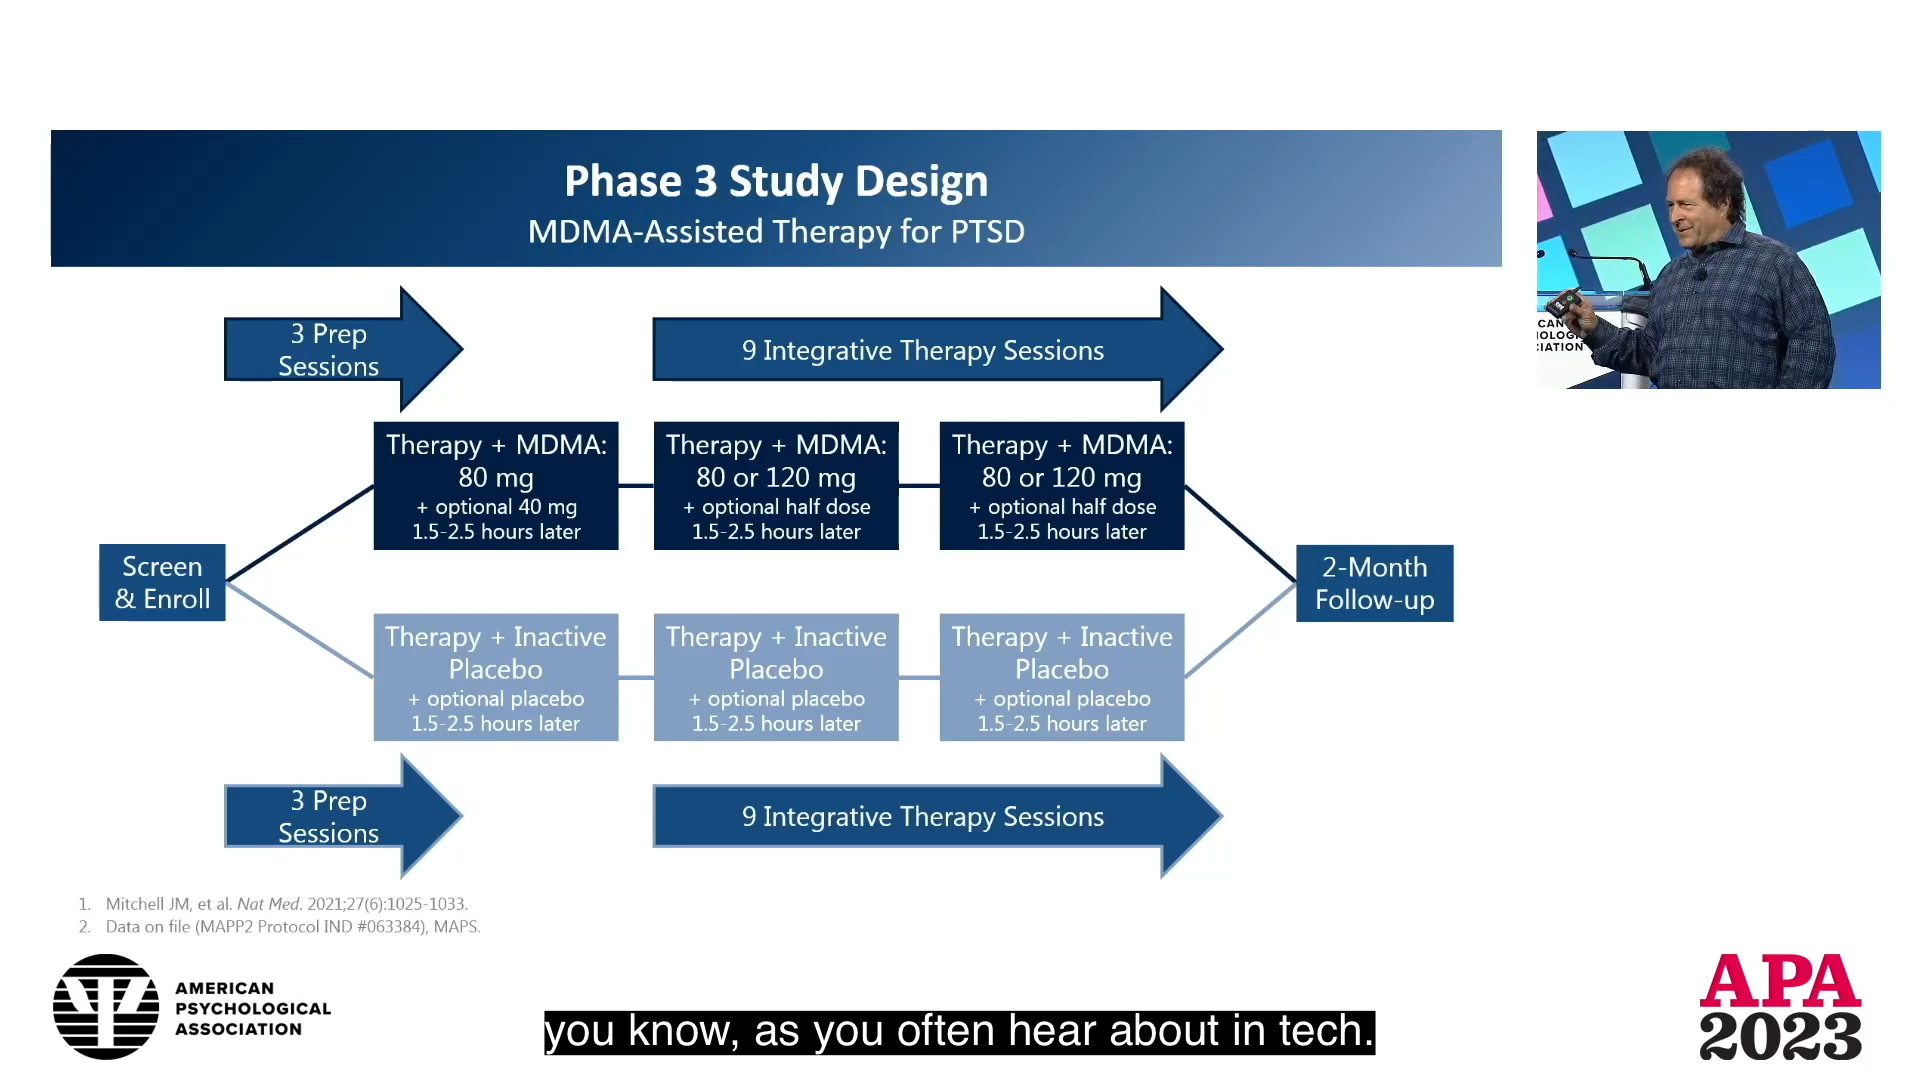 Phase 3 Study Design
MDMA-Assisted Therapy for PTSD
3 Prep
Sessions
9 Integrative Therapy Sessions
Therapy + MDMA:
80 mg
+ optional 40 mg
1.5-2.5 hours later
Therapy + MDMA:
80 or 120 mg
+ optional half dose
1.5-2.5 hours later
Therapy + MDMA:
80 or 120 mg
+ optional half dose
1.5-2.5 hours later
Screen
& Enroll
2-Month
Follow-up
Therapy + Inactive
Placebo
+ optional placebo
1.5-2.5 hours later
Therapy + Inactive
Placebo
+ optional placebo
1.5-2.5 hours later
Therapy + Inactive
Placebo
+ optional placebo
1.5-2.5 hours later
3 Prep
Sessions
9 Integrative Therapy Sessions
1. Mitchell JM, et al. Nat Med. 2021;27(6):1025-1033.
2. Data on file (MAPP2 Protocol IND #063384), MAPS.
AMERICAN
PSYCHOLOGICAL
ASSOCIATION
you know, as you often hear about in tech.
APA
2023